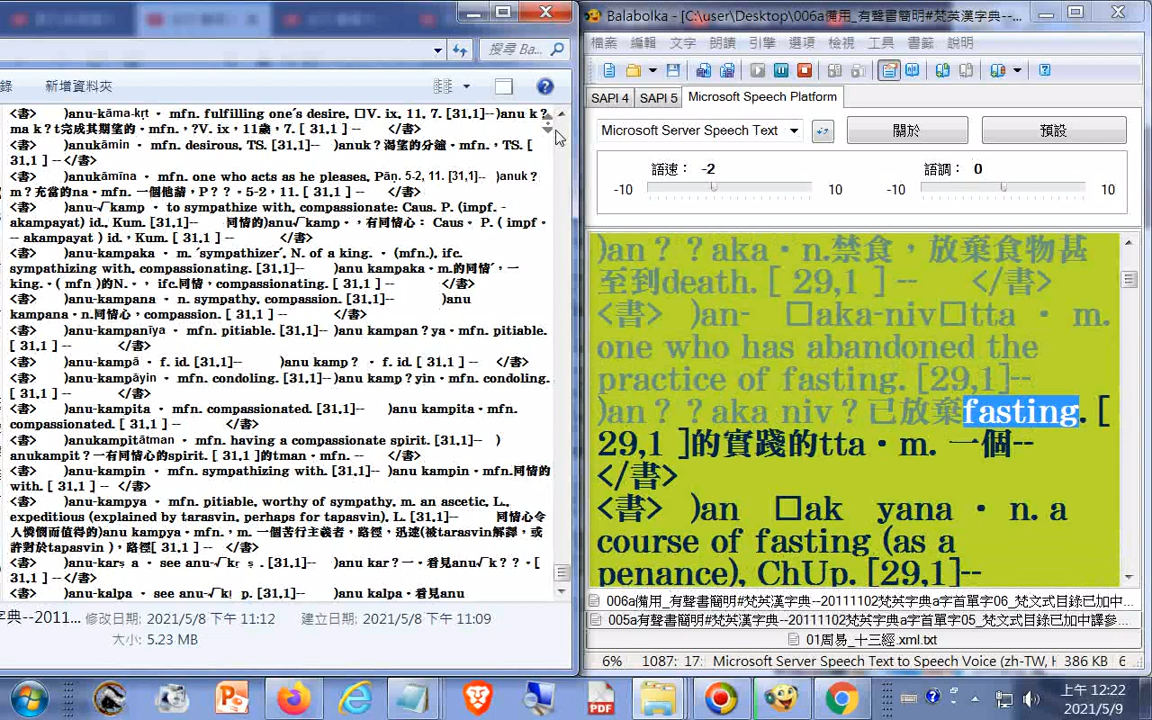 搜尋 Ba...
錄 新增資料夾
<書> )anu-kāma-kṛt ‧ mfn. fulfilling one´s desire, □V. ix, 11, 7. [31,1]-- )anu k?
ma k?t完成其期望的‧mfn.，?V. ix，11歲，7. [ 31,1 ] -- </書>
<書> )anukāmin ‧ mfn. desirous, TS. [31,1]-- )anuk?渴望的分鐘‧mfn.，TS. [
31,1 ] -- </書>
<書> )anukāmīna ‧ mfn. one who acts as he pleases, Pāṇ. 5-2, 11. [31,1]-- )anuk?
m?充當的na‧mfn. 一個他請，P??. 5-2，11. [ 31,1 ] -- </書>
<書> )anu-√kamp ‧ to sympathize with, compassionate: Caus. P. (impf. -
akampayat) id., Kum. [31,1]-- 同情的)anu√kamp‧，有同情心： Caus‧ P. ( impf‧
-- akampayat ) id., Kum. [ 31,1 ] -- </書>
<書> )anu-kampaka ‧ m. ´sympathizer´, N. of a king. ‧ (mfn.), ifc.
sympathizing with, compassionating. [31,1]-- )anu kampaka‧m.的同情´，一
king. ‧( mfn )的N.‧， ifc.同情，compassionating. [ 31,1 ] -- </書>
<書> )anu-kampana ‧ n. sympathy, compassion. [31,1]-- )anu
kampana‧n.同情心，compassion. [ 31,1 ] -- </書>
<書> )anu-kampanīya ‧ mfn. pitiable. [31,1]-- )anu kampan?ya‧mfn. pitiable.
[ 31,1 ] -- </書>
<書> )anu-kampā ‧ f. id. [31,1]-- )anu kamp? ‧ f. id. [ 31,1 ] -- </書>
<書> )anu-kampāyin ‧ mfn. condoling. [31,1]-- )anu kamp?yin‧mfn. condoling.
[ 31,1 ] -- </書>
<書> )anu-kampita ‧ mfn. compassionated. [31,1]-- )anu kampita‧mfn.
compassionated. [ 31,1 ] -- </書>
<書> )anukampitātman ‧ mfn. having a compassionate spirit. [31,1]-- )
anukampit?一有同情心的spirit. [ 31,1 ]的tman‧mfn. -- </書>
<書> )anu-kampin ‧ mfn. sympathizing with. [31,1]-- )anu kampin‧mfn.同情的
with. [ 31,1 ] -- </書>
<書> )anu-kampya ‧ mfn. pitiable, worthy of sympathy, m. an ascetic, L.,
expeditious (explained by tarasvin, perhaps for tapasvin), L. [31,1]-- 同情心令
人憐憫而值得的)anu kampya‧mfn.，m. 一個苦行主義者，路徑，迅速(被tarasvin解譯，或
許對於tapasvin )，路徑[ 31,1 ] -- </書>
<書> )anu-karṣa ‧ see anu-√kṛṣ. [31,1]-- )anu kar?一‧看見anu√k??‧[
31,1 ] -- </書>
<書> )anu-kalpa ‧ see anu-√kḷp. [31,1]-- )anu kalpa‧看見anu
字典--2011... 修改日期: 2021/5/8 下午 11:12 建立日期: 2021/5/8 下午 11:09
大小: 5.23 MB
Balabolka - [C:\user\Desktop\006a備用_有聲書簡明#梵英漢字典--...
檔案 編輯 文字 朗讀 引擎 選項 檢視 工具 書籤 說明
SAPI 4 SAPI 5 Microsoft Speech Platform
Microsoft Server Speech Text 關於 預設
語速： -2 語調： 0
-10 10 -10 10
)an??aka‧n.禁食，放棄食物甚
至到death. [ 29,1 ] -- </書>
<書> )an- □aka-niv□tta ‧ m.
one who has abandoned the
practice of fasting. [29,1]--
)an??aka niv?已放棄fasting. [
29,1 ]的實踐的tta‧m. 一個--
</書>
<書> )an □ak yana ‧ n. a
course of fasting (as a
penance), ChUp. [29,1]--
006a備用_有聲書簡明#梵英漢字典--20111102梵英字典a字首單字06_梵文式目錄已加中...
005a有聲書簡明#梵英漢字典--20111102梵英字典a字首單字05_梵文式目錄已加中譯參...
01周易_十三經.xml.txt
6% 1087: 17: Microsoft Server Speech Text to Speech Voice (zh-TW, H 386 KB 6
PDF
上午 12:22
2021/5/9